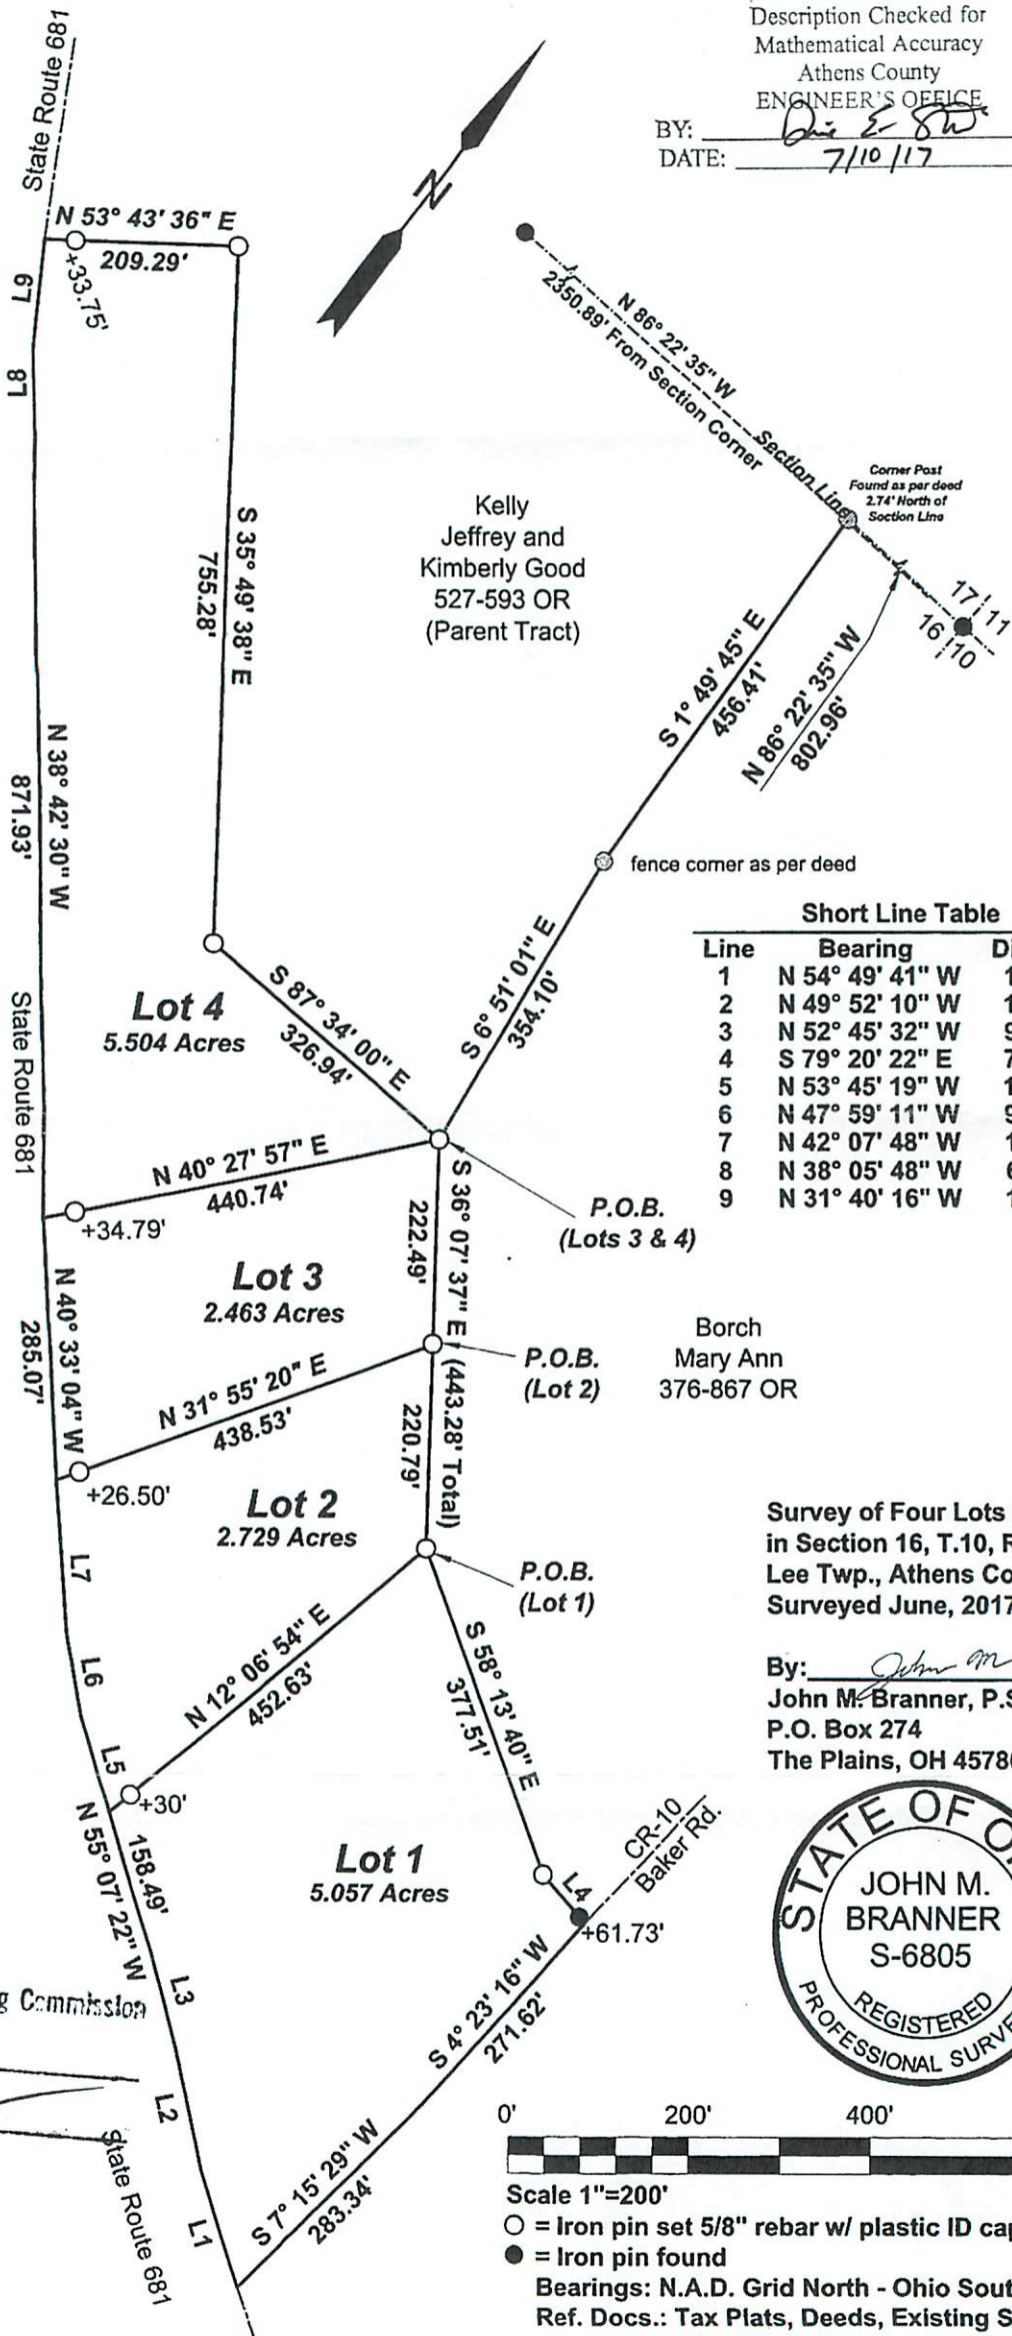 Description Checked for
Mathematical Accuracy
Athens County
ENGINEER'S OFFICE
BY:
DATE: 7/10/17
State Route 681
N 53° 43' 36" E
209.29'
+33.75'
L9
L8
N
N 86° 22' 35" W
2350.89' From Section Corner
Section Line
Corner Post
Found as per deed
2.74' North of
Section Line
17 11
16 10
S 35° 49' 38" E
755.28'
Kelly
Jeffrey and
Kimberly Good
527-593 OR
(Parent Tract)
S 1° 49' 45" E
456.41'
N 86° 22' 35" W
802.96'
N 38° 42' 30" W
871.93'
fence corner as per deed
Short Line Table
Line Bearing Di
1 N 54° 49' 41" W 1
2 N 49° 52' 10" W 1
3 N 52° 45' 32" W 9
4 S 79° 20' 22" E 7
5 N 53° 45' 19" W 1
6 N 47° 59' 11" W 9
7 N 42° 07' 48" W 1
8 N 38° 05' 48" W 6
9 N 31° 40' 16" W 1
S 6° 51' 01" E
354.10'
S 87° 34' 00" E
326.94'
Lot 4
5.504 Acres
State Route 681
N 40° 27' 57" E
440.74'
+34.79'
P.O.B.
(Lots 3 & 4)
S 36° 07' 37" E (443.28' Total)
222.49'
Lot 3
2.463 Acres
N 40° 33' 04" W
285.07'
N 31° 55' 20" E
438.53'
+26.50'
P.O.B.
(Lot 2)
Borch
Mary Ann
376-867 OR
220.79'
Lot 2
2.729 Acres
L7
P.O.B.
(Lot 1)
Survey of Four Lots
in Section 16, T.10, R
Lee Twp., Athens Co
Surveyed June, 2017
By: John M
John M. Branner, P.S
P.O. Box 274
The Plains, OH 4578
L6
N 12° 06' 54" E
452.63'
S 58° 13' 40" E
377.51'
L5
+30'
158.49'
N 55° 07' 22" W
Lot 1
5.057 Acres
L4
CR-10
Baker Rd.
+61.73'
STATE OF O
JOHN M.
BRANNER
S-6805
REGISTERED
PROFESSIONAL SURVE
L3
g Commission
S 4° 23' 16" W
271.62'
L2
State Route 681
L1
S 7° 15' 29" W
283.34'
0' 200' 400'
Scale 1"=200'
= Iron pin set 5/8" rebar w/ plastic ID ca
= Iron pin found
Bearings: N.A.D. Grid North - Ohio Sout
Ref. Docs.: Tax Plats, Deeds, Existing S